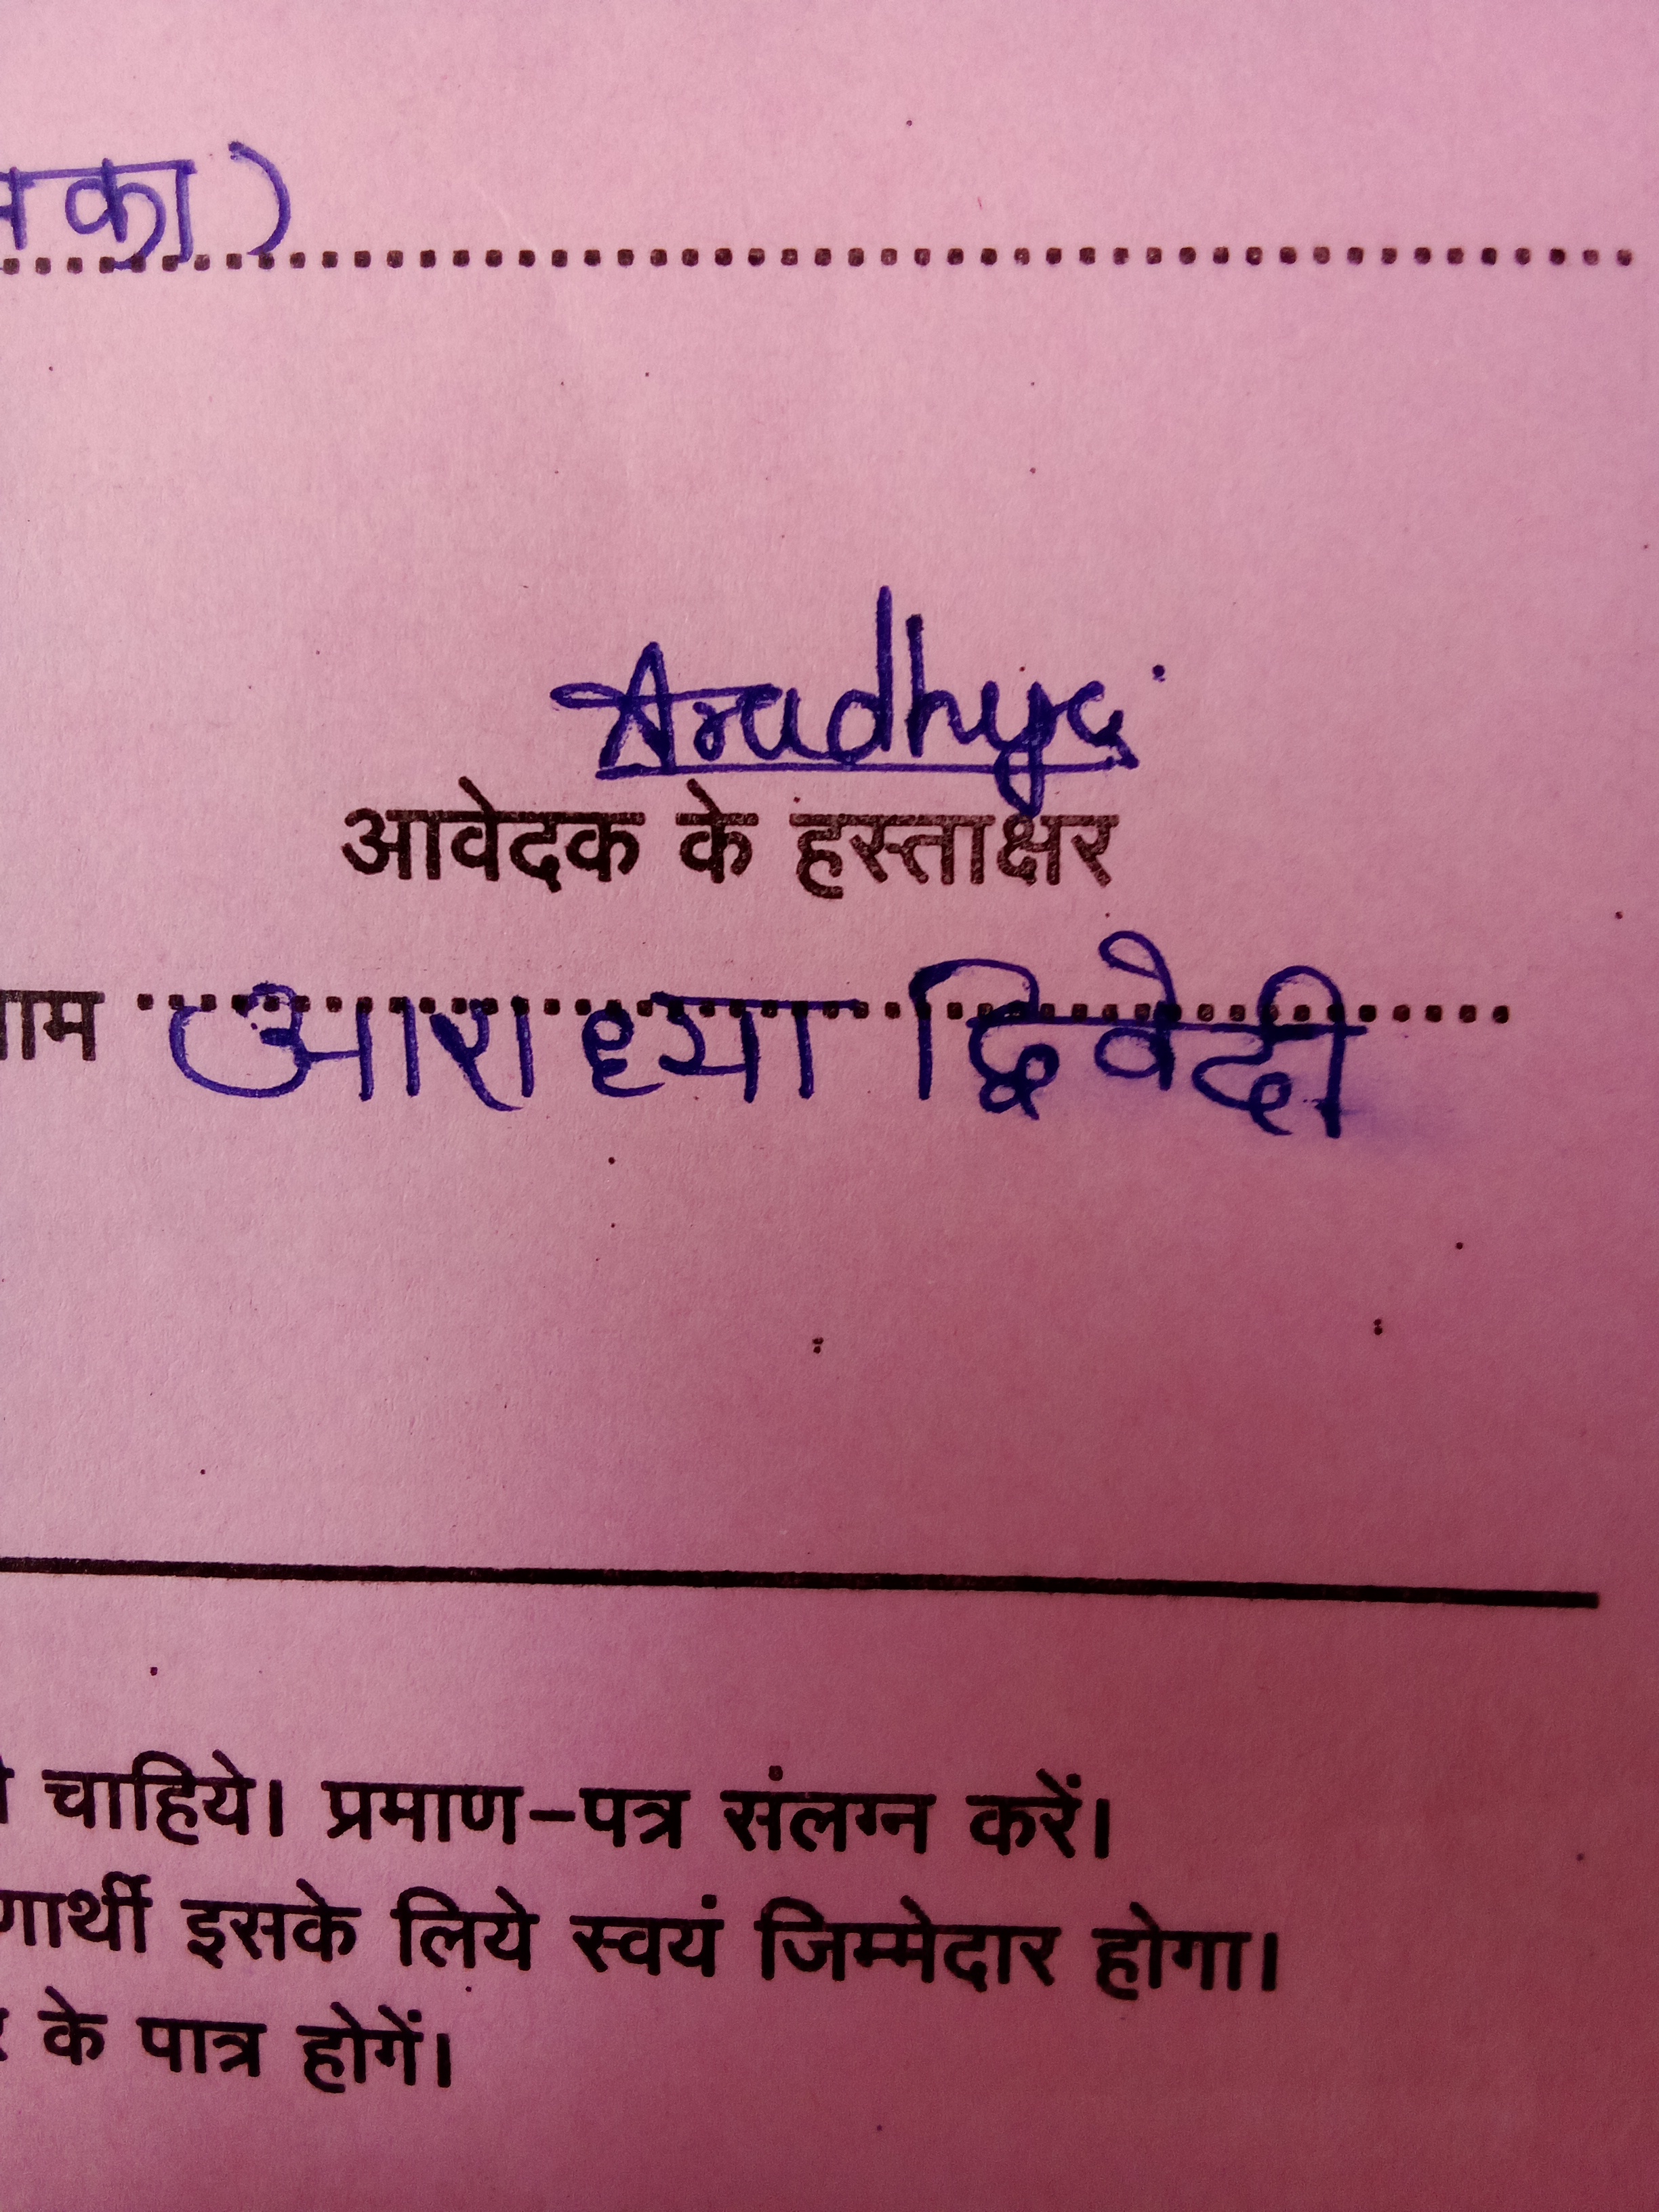 का)
Aradhya
आवेदक के हस्ताक्षर
आराध्या द्विवेदी
चाहिये। प्रमाण-पत्र संलग्न करें।
इसके लिये स्वयं जिम्मेदार होगा।
के पात्र होगें।